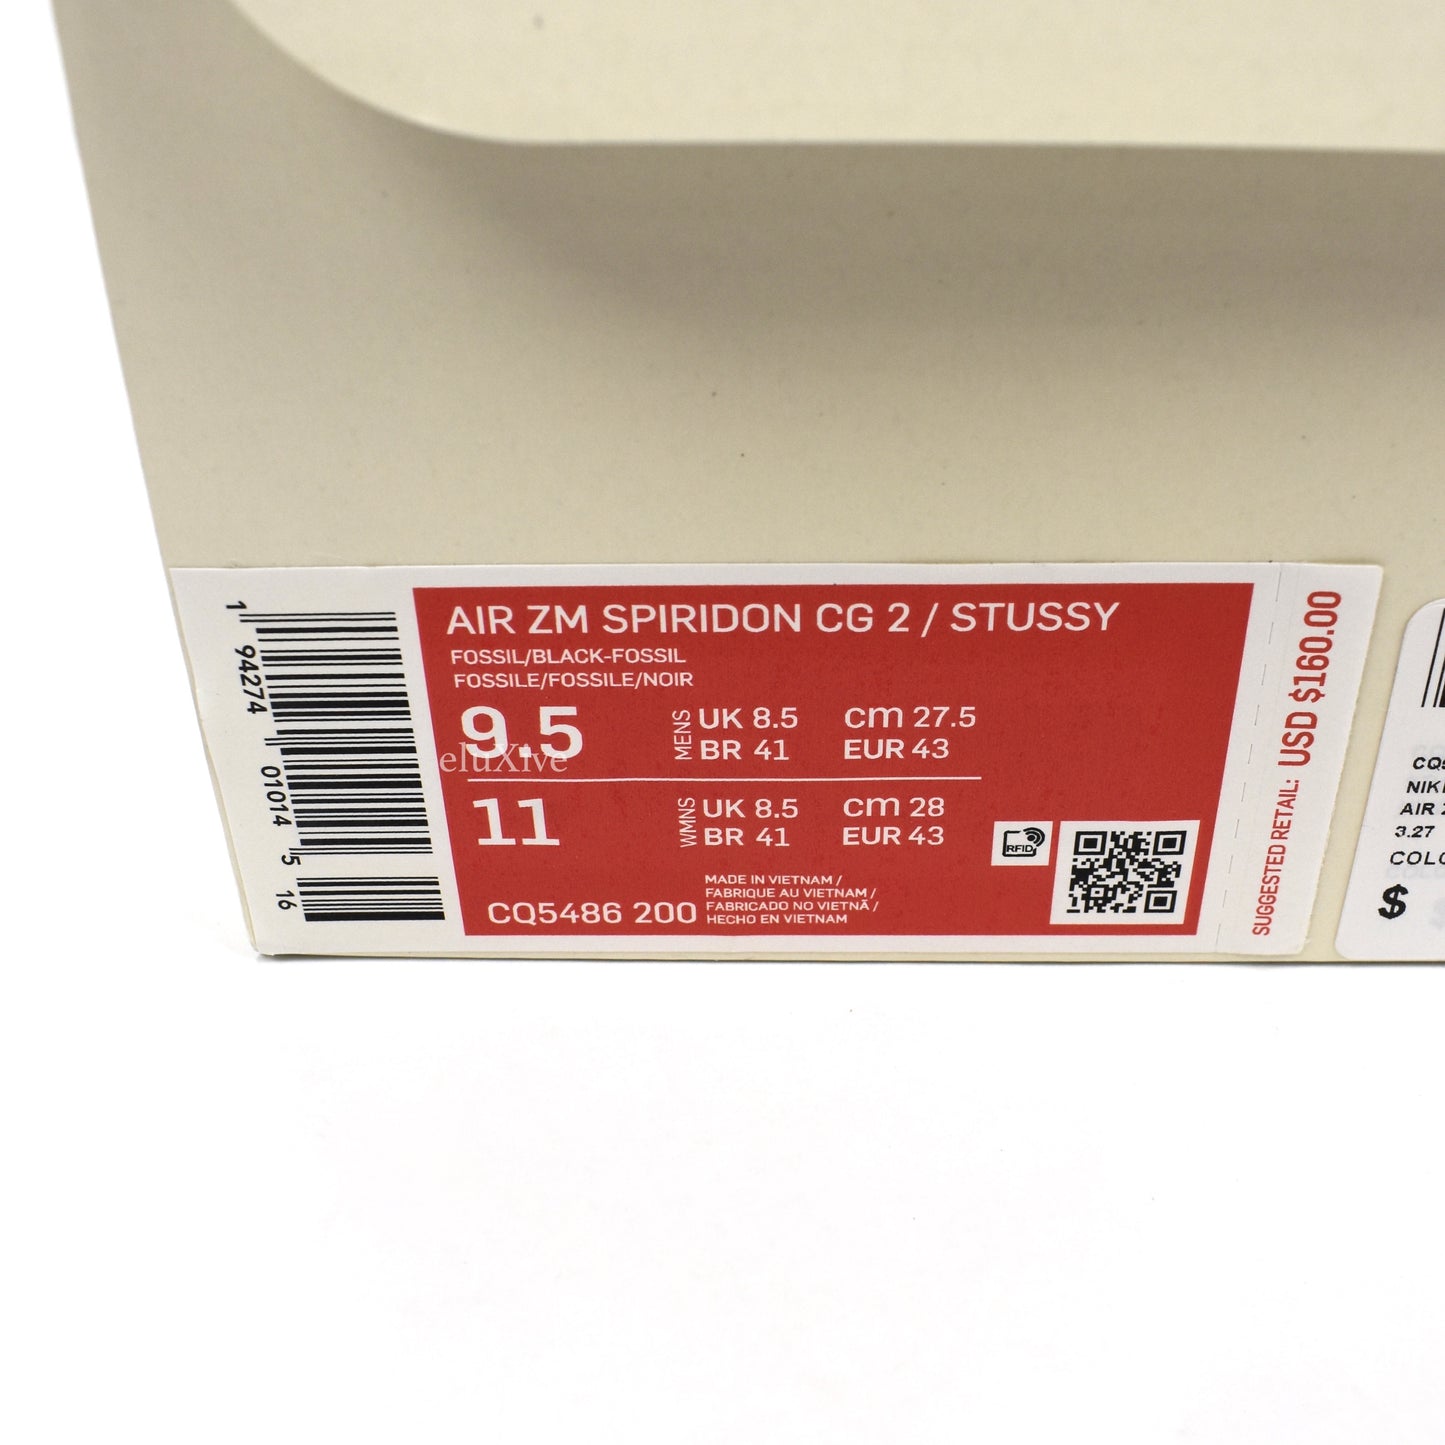 AIR ZM SPIRIDON CG 2 / STUSSY
FOSSIL/BLACK-FOSSIL
FOSSILE/FOSSILE/NOIR
9.5
MENS
UK 8.5
cm 27.5
BR 41
EUR 43
11
WMNS
UK 8.5
cm 28
BR 41
EUR 43
CQ5486 200
MADE IN VIETNAM /
FABRIQUE AU VIETNAM /
FABRICADO NO VIETNÃ /
HECHO EN VIETNAM
RFID
SUGGESTED RETAIL: USD $160.00
1 94274 01014 5 16
eluXive
AIR
3.27
$